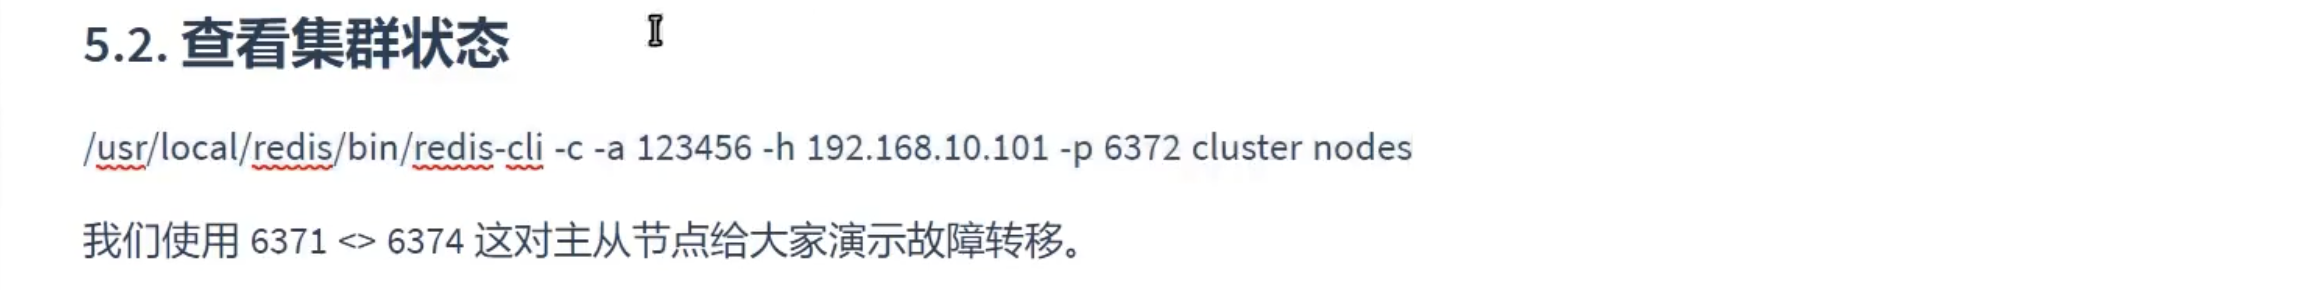 5.2. 查看集群状态
/usr/local/redis/bin/redis-cli -c -a 123456 -h 192.168.10.101 -p 6372 cluster nodes
我们使用 6371 <> 6374 这对主从节点给大家演示故障转移。